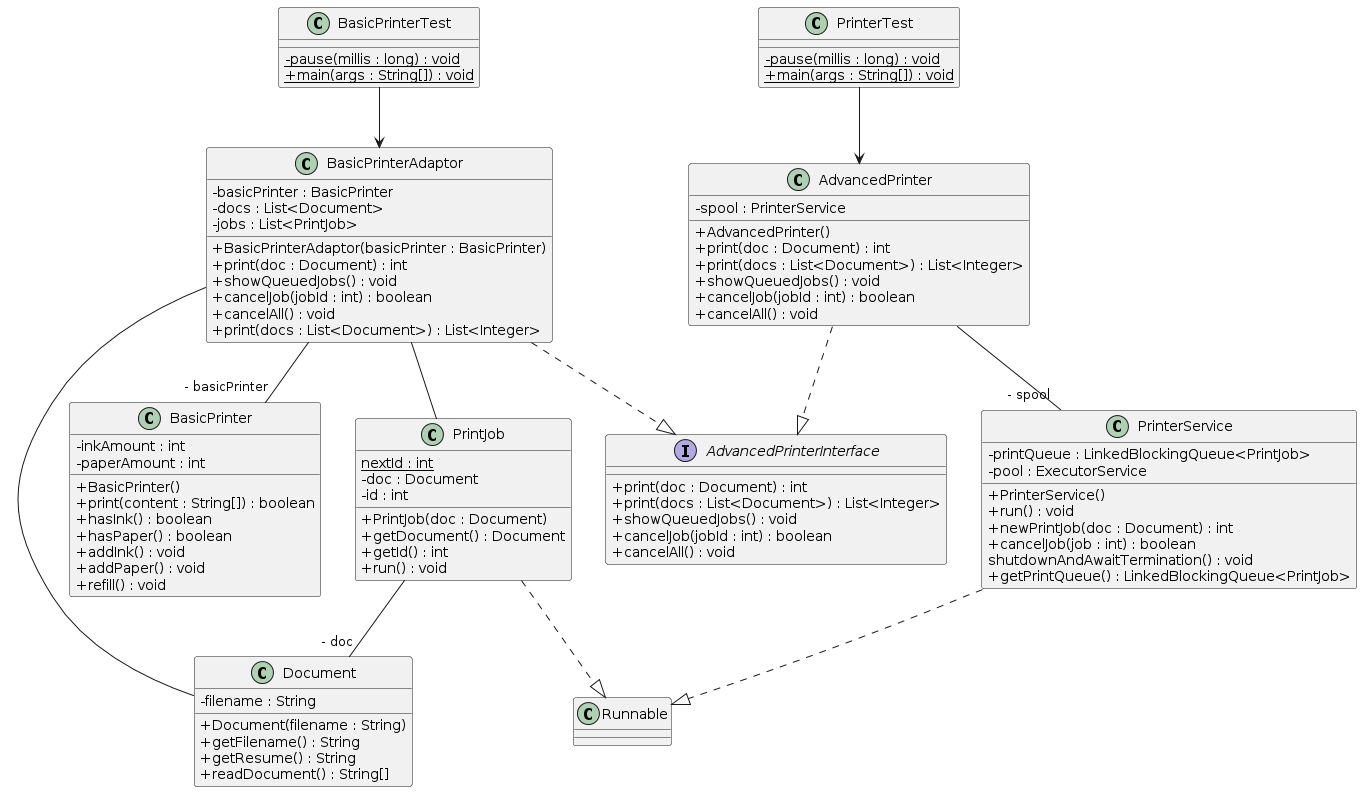 C BasicPrinterTest
-pause(millis : long) : void
+main(args : String[]) : void
C PrinterTest
-pause(millis : long) : void
+main(args : String[]) : void
C BasicPrinterAdaptor
-basicPrinter : BasicPrinter
-docs : List<Document>
-jobs : List<PrintJob>
+BasicPrinterAdaptor(basicPrinter : BasicPrinter)
+print(doc : Document) : int
+showQueuedJobs() : void
+cancelJob(jobId : int) : boolean
+cancelAll() : void
+print(docs : List<Document>) : List<Integer>
C AdvancedPrinter
-spool : PrinterService
+AdvancedPrinter()
+print(doc : Document) : int
+print(docs : List<Document>) : List<Integer>
+showQueuedJobs() : void
+cancelJob(jobId : int) : boolean
+cancelAll() : void
- basicPrinter
- spool
C BasicPrinter
-inkAmount : int
-paperAmount : int
+BasicPrinter()
+print(content : String[]) : boolean
+hasInk() : boolean
+hasPaper() : boolean
+addInk() : void
+addPaper() : void
+refill() : void
C PrintJob
nextId : int
-doc : Document
-id : int
+PrintJob(doc : Document)
+getDocument() : Document
+getId() : int
+run() : void
I AdvancedPrinterInterface
+print(doc : Document) : int
+print(docs : List<Document>) : List<Integer>
+showQueuedJobs() : void
+cancelJob(jobId : int) : boolean
+cancelAll() : void
C PrinterService
-printQueue : LinkedBlockingQueue<PrintJob>
-pool : ExecutorService
+PrinterService()
+run() : void
+newPrintJob(doc : Document) : int
+cancelJob(job : int) : boolean
shutdownAndAwaitTermination() : void
+getPrintQueue() : LinkedBlockingQueue<PrintJob>
- doc
C Document
-filename : String
+Document(filename : String)
+getFilename() : String
+getResume() : String
+readDocument() : String[]
C Runnable